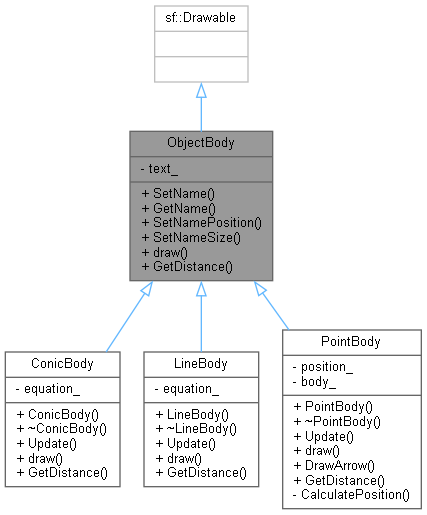 sf::Drawable
ObjectBody
- text_
+ SetName()
+ GetName()
+ SetNamePosition()
+ SetNameSize()
+ draw()
+ GetDistance()
ConicBody
- equation_
+ ConicBody()
+ ~ConicBody()
+ Update()
+ draw()
+ GetDistance()
LineBody
- equation_
+ LineBody()
+ ~LineBody()
+ Update()
+ draw()
+ GetDistance()
PointBody
- position_
- body_
+ PointBody()
+ ~PointBody()
+ Update()
+ draw()
+ DrawArrow()
+ GetDistance()
- CalculatePosition()